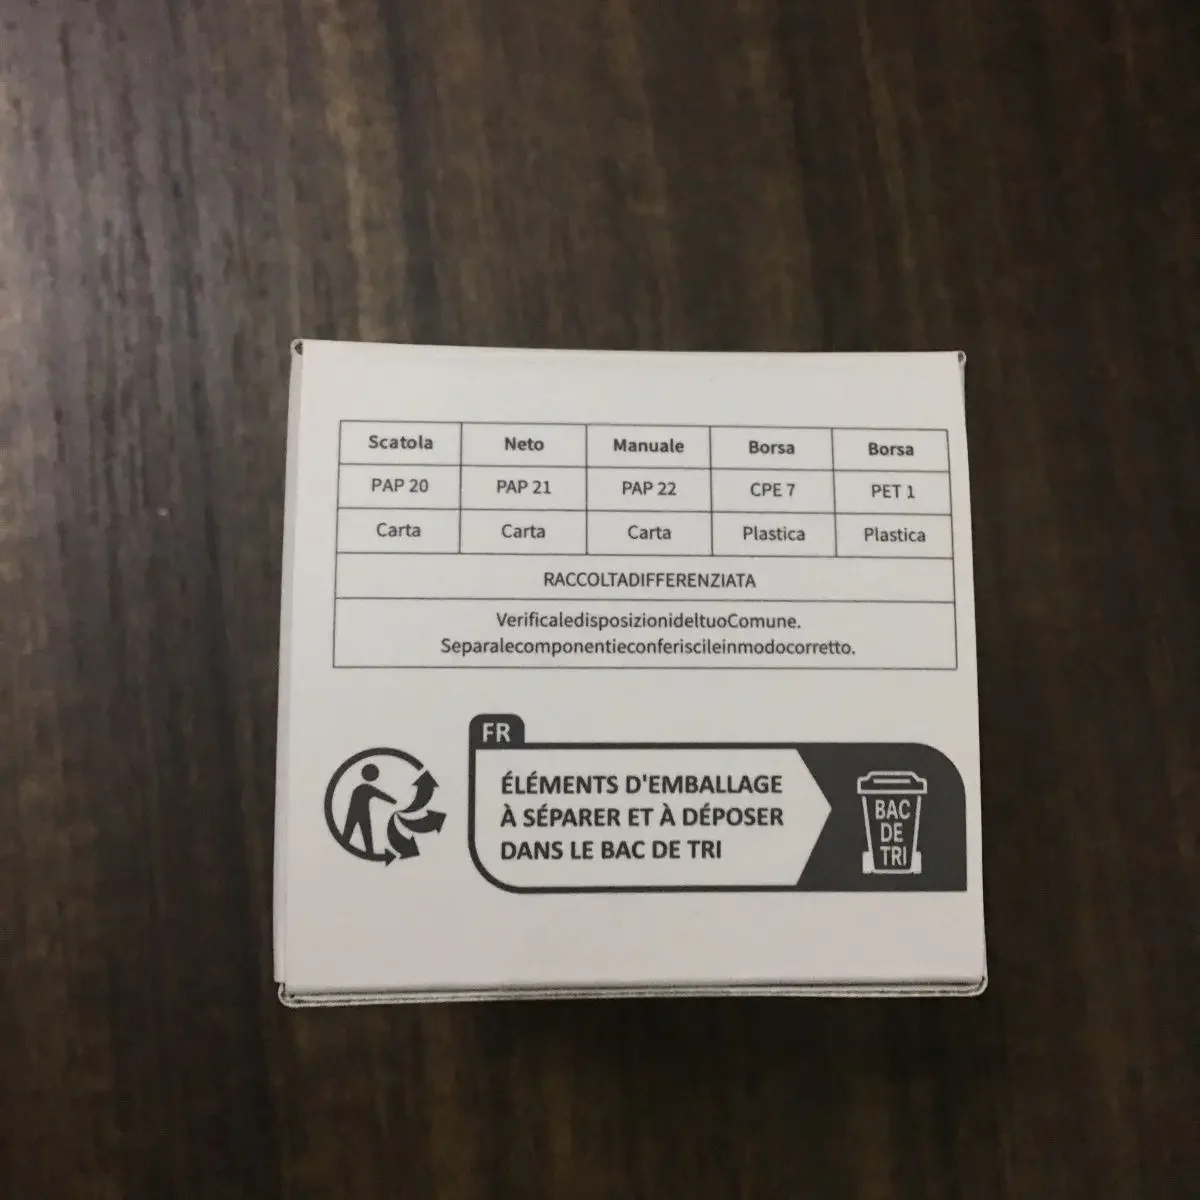 Scatola Neto Manuale Borsa Borsa
PAP 20 PAP 21 PAP 22 CPE 7 PET 1
Carta Carta Carta Plastica Plastica
RACCOLTADIFFERENZIATA
VerificaledisposizionideltuoComune.
Separalecomponentieconferiscileinmodocorretto.
FR
ÉLÉMENTS D'EMBALLAGE
À SÉPARER ET À DÉPOSER
DANS LE BAC DE TRI
BAC
DE
TRI